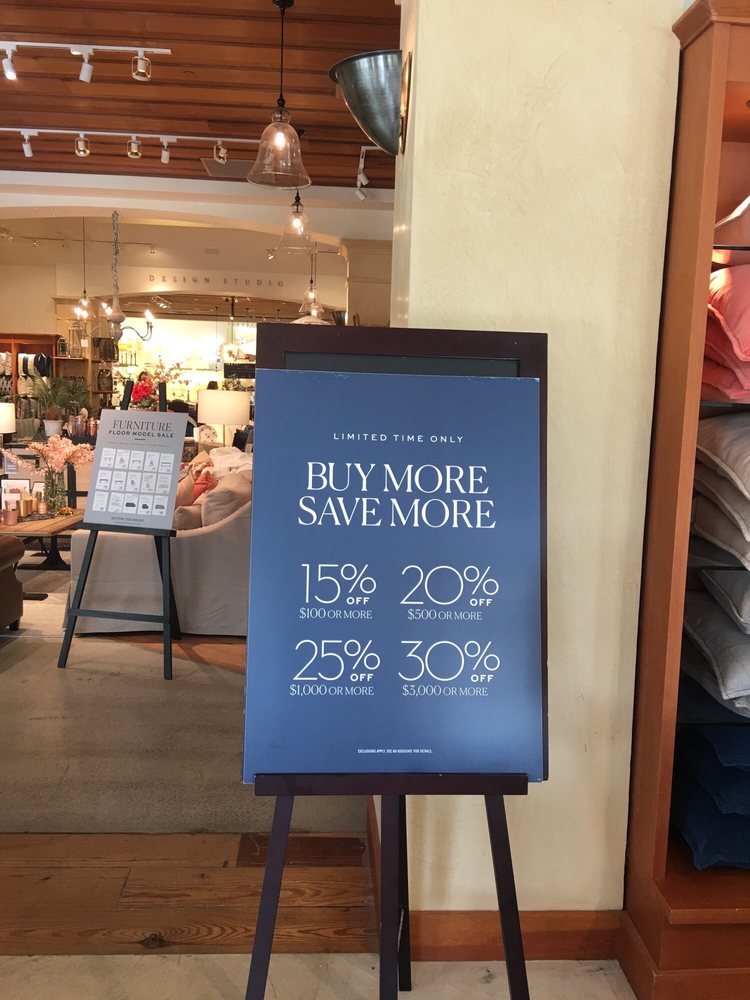 DESIGN STUDIO
FURNITURE
FLOOR MODEL SALE
LIMITED TIME ONLY
BUY MORE
SAVE MORE
15% OFF
$100 OR MORE
20% OFF
$500 OR MORE
25% OFF
$1,000 OR MORE
30% OFF
$3,000 OR MORE
EXCLUSIONS APPLY. SEE AN ASSOCIATE FOR DETAILS.